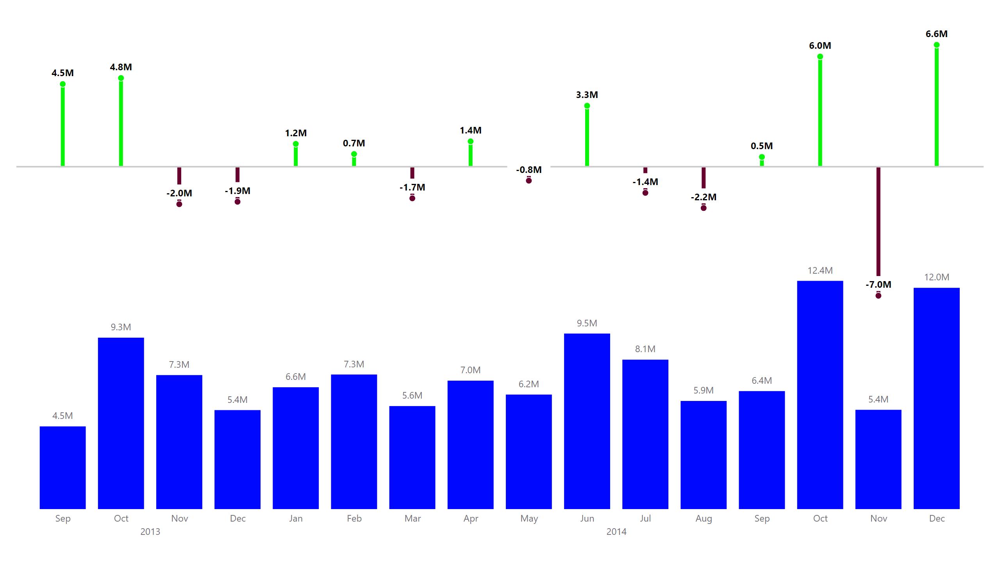 4.5M
4.8M
-2.0M
-1.9M
1.2M
0.7M
-1.7M
1.4M
-0.8M
3.3M
-1.4M
-2.2M
0.5M
6.0M
-7.0M
6.6M
4.5M
9.3M
7.3M
5.4M
6.6M
7.3M
5.6M
7.0M
6.2M
9.5M
8.1M
5.9M
6.4M
12.4M
5.4M
12.0M
Sep Oct Nov Dec Jan Feb Mar Apr May Jun Jul Aug Sep Oct Nov Dec
2013 2014